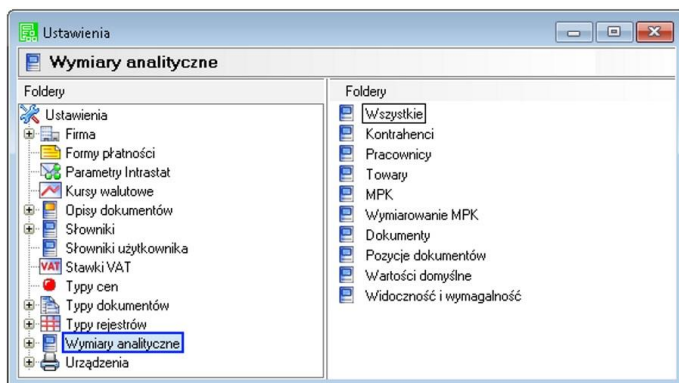 Ustawienia
Wymiary analityczne
Foldery
Ustawienia
Firma
Formy płatności
Parametry Intrastat
Kursy walutowe
Opisy dokumentów
Słowniki
Słowniki użytkownika
VAT Stawki VAT
Typy cen
Typy dokumentów
Typy rejestrów
Wymiary analityczne
Urządzenia
Foldery
Wszystkie
Kontrahenci
Pracownicy
Towary
MPK
Wymiarowanie MPK
Dokumenty
Pozycje dokumentów
Wartości domyślne
Widoczność i wymagalność